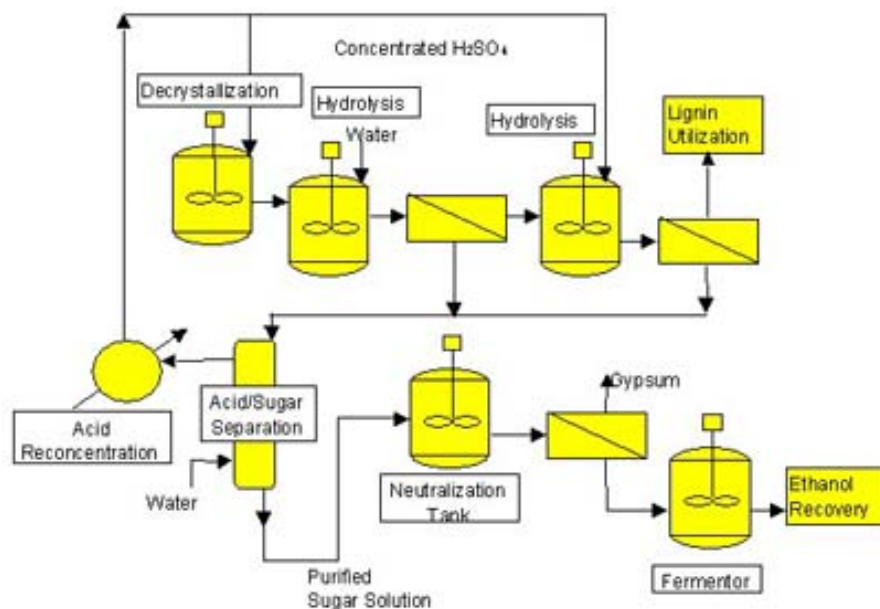 Concentrated H₂SO₄
Decrystallization
Hydrolysis
Water
Hydrolysis
Lignin
Utilization
Acid
Reconcentration
Acid/Sugar
Separation
Water
Purified
Sugar Solution
Neutralization
Tank
Gypsum
Fermentor
Ethanol
Recovery